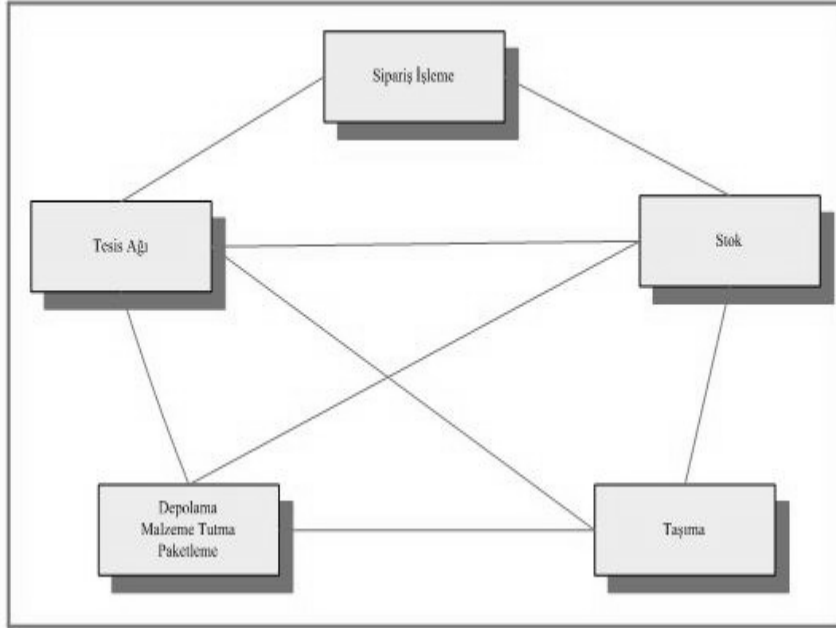 Sipariş İşleme
Tesis Ağı
Stok
Depolama
Malzeme Tutma
Paketleme
Taşıma